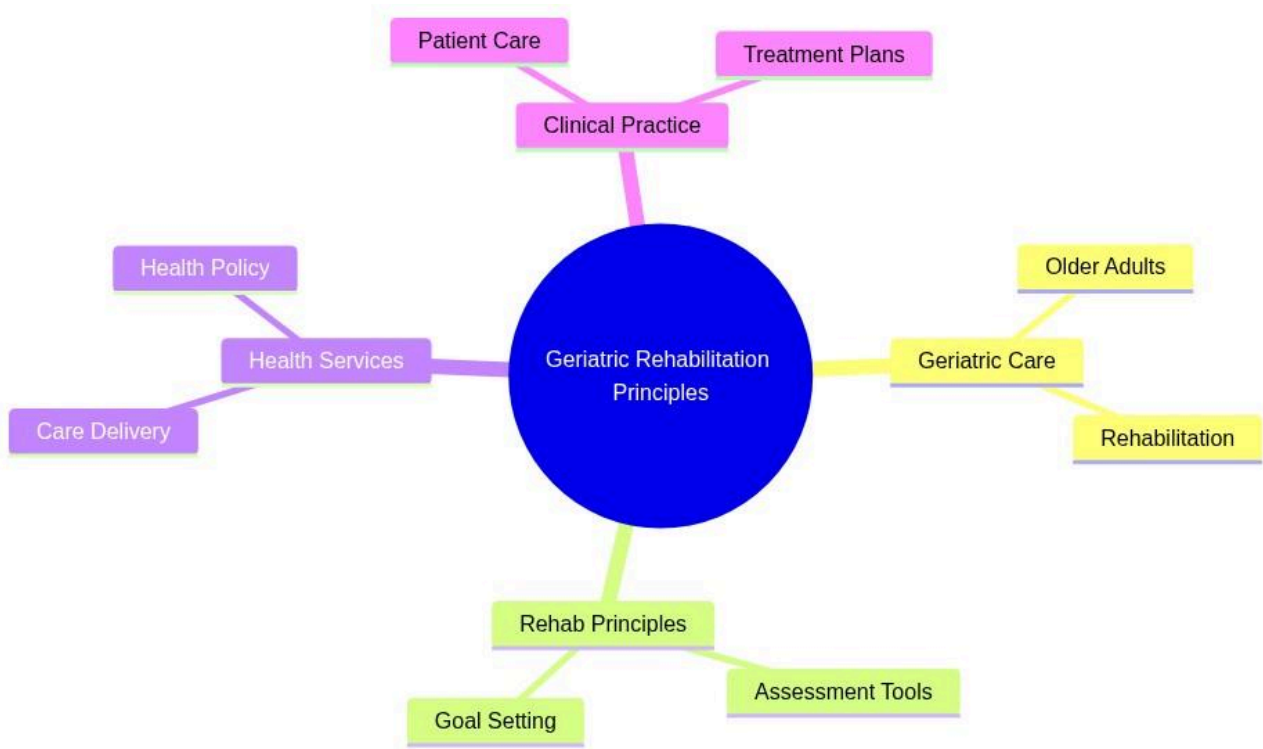 Patient Care
Treatment Plans
Clinical Practice
Health Policy
Older Adults
Health Services
Geriatric Rehabilitation
Principles
Geriatric Care
Care Delivery
Rehabilitation
Rehab Principles
Assessment Tools
Goal Setting